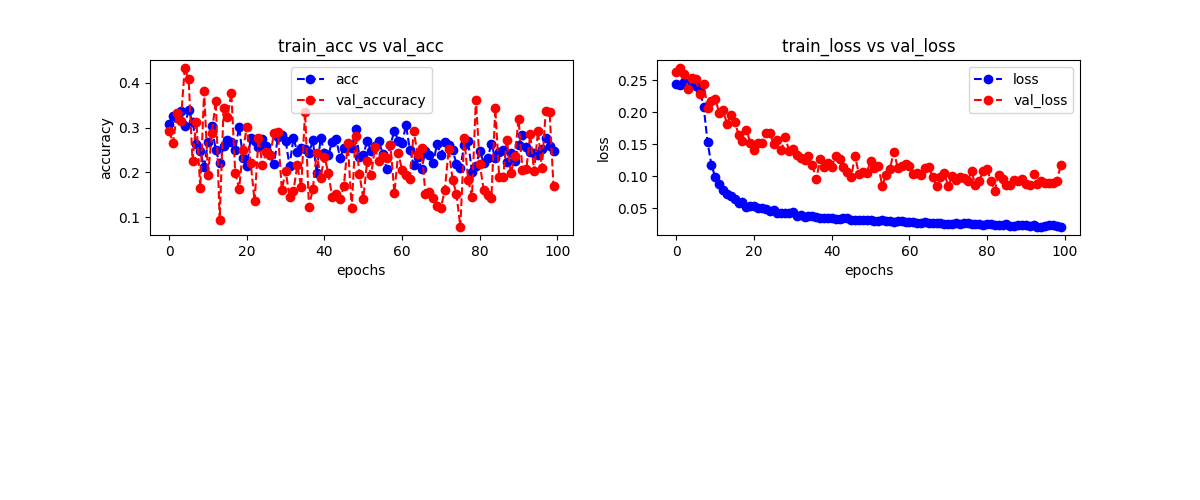 train_acc vs val_acc
acc
val_accuracy
accuracy
0.4
0.3
0.2
0.1
0 20 40 60 80 100
epochs
train_loss vs val_loss
loss
val_loss
loss
0.25
0.20
0.15
0.10
0.05
0 20 40 60 80 100
epochs